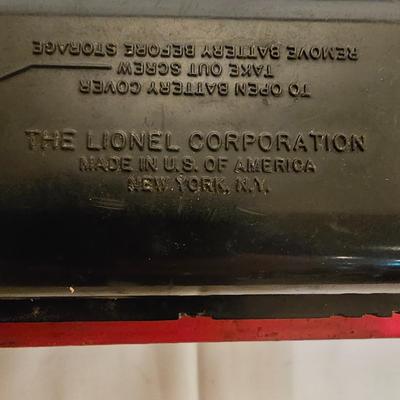 TO OPEN BATTERY COVER
TAKE OUT SCREW
REMOVE BATTERY BEFORE STORAGE
THE LIONEL CORPORATION
MADE IN U.S. OF AMERICA
NEW YORK, N.Y.